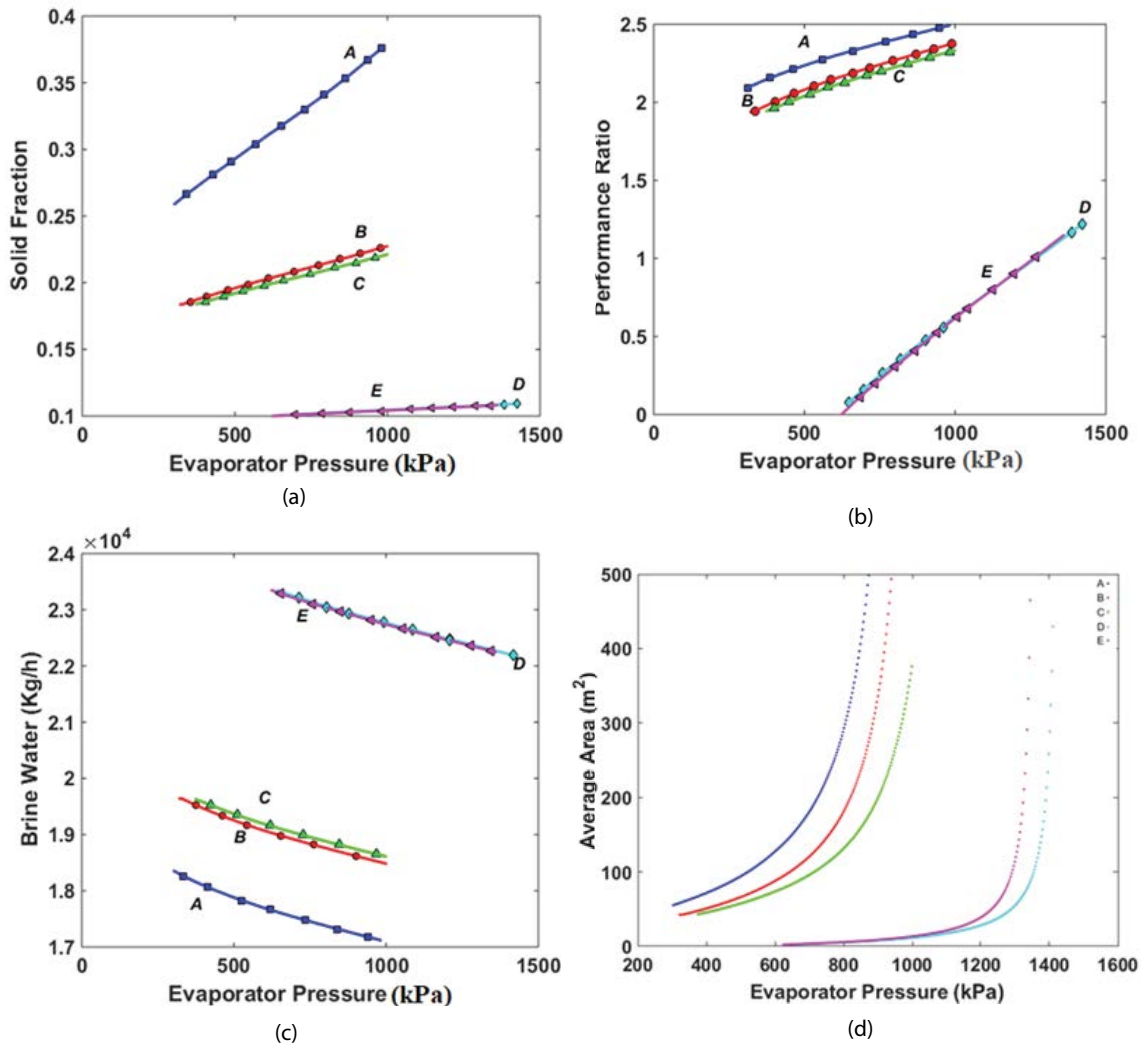 0.4
0.35
0.3
0.25
0.2
0.15
0.1
Solid Fraction
A
B
C
E
D
0
500
1000
1500
Evaporator Pressure (kPa)
(a)
2.5
2
1.5
1
0.5
0
Performance Ratio
A
B
C
D
E
0
500
1000
1500
Evaporator Pressure (kPa)
(b)
×10⁴
2.4
2.3
2.2
2.1
2
1.9
1.8
1.7
Brine Water (Kg/h)
E
D
C
B
A
0
500
1000
1500
Evaporator Pressure (kPa)
(c)
500
400
300
200
100
0
Average Area (m²)
A
B
C
D
E
200
400
600
800
1000
1200
1400
1600
Evaporator Pressure (kPa)
(d)